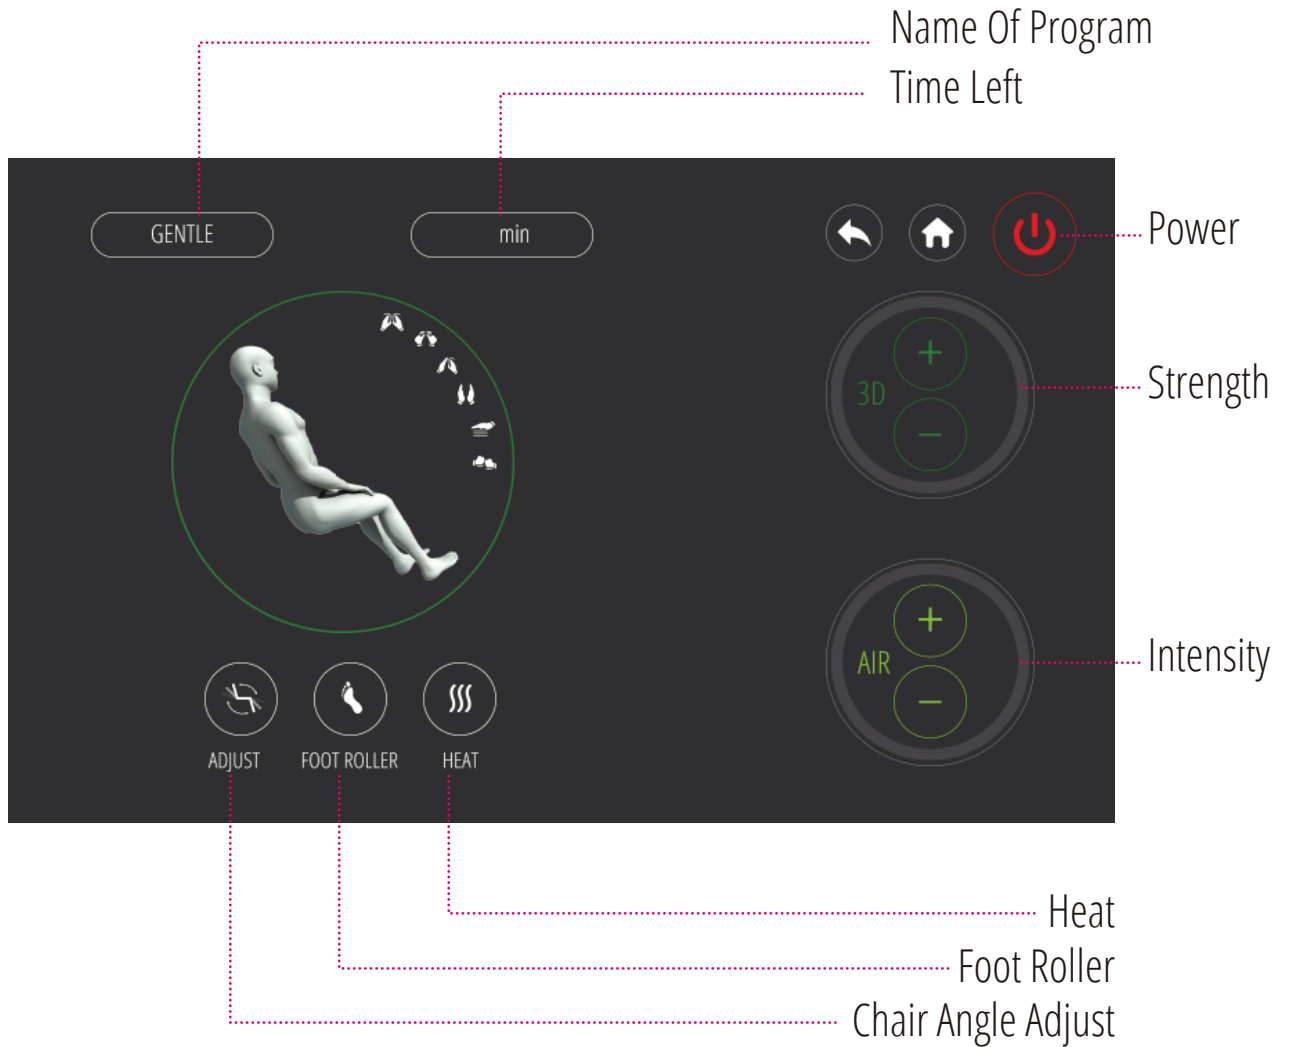 Name Of Program
Time Left
GENTLE
min
Power
3D
+
−
Strength
AIR
+
−
Intensity
ADJUST
FOOT ROLLER
HEAT
Heat
Foot Roller
Chair Angle Adjust